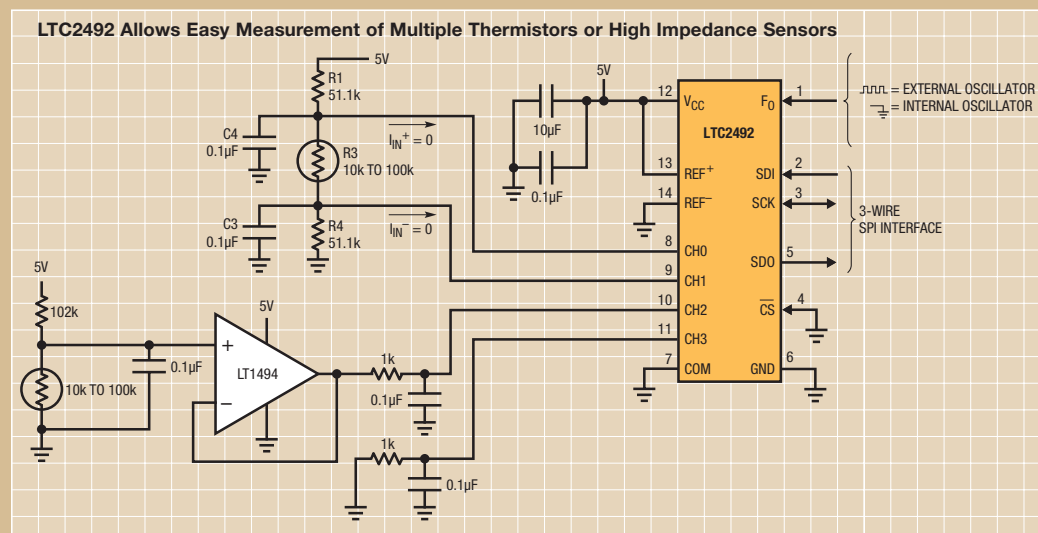 LTC2492 Allows Easy Measurement of Multiple Thermistors or High Impedance Sensors
5V
R1
51.1k
C4
0.1µF
IIN+ = 0
R3
10k TO 100k
C3
0.1µF
R4
51.1k
IIN– = 0
5V
102k
10k TO 100k
0.1µF
+
–
LT1494
5V
1k
0.1µF
1k
0.1µF
5V
10µF
0.1µF
LTC2492
12
VCC
13
REF+
14
REF–
8
CH0
9
CH1
10
CH2
11
CH3
7
COM
FO
1
SDI
2
SCK
3
SDO
5
CS
4
GND
6
= EXTERNAL OSCILLATOR
= INTERNAL OSCILLATOR
3-WIRE
SPI INTERFACE